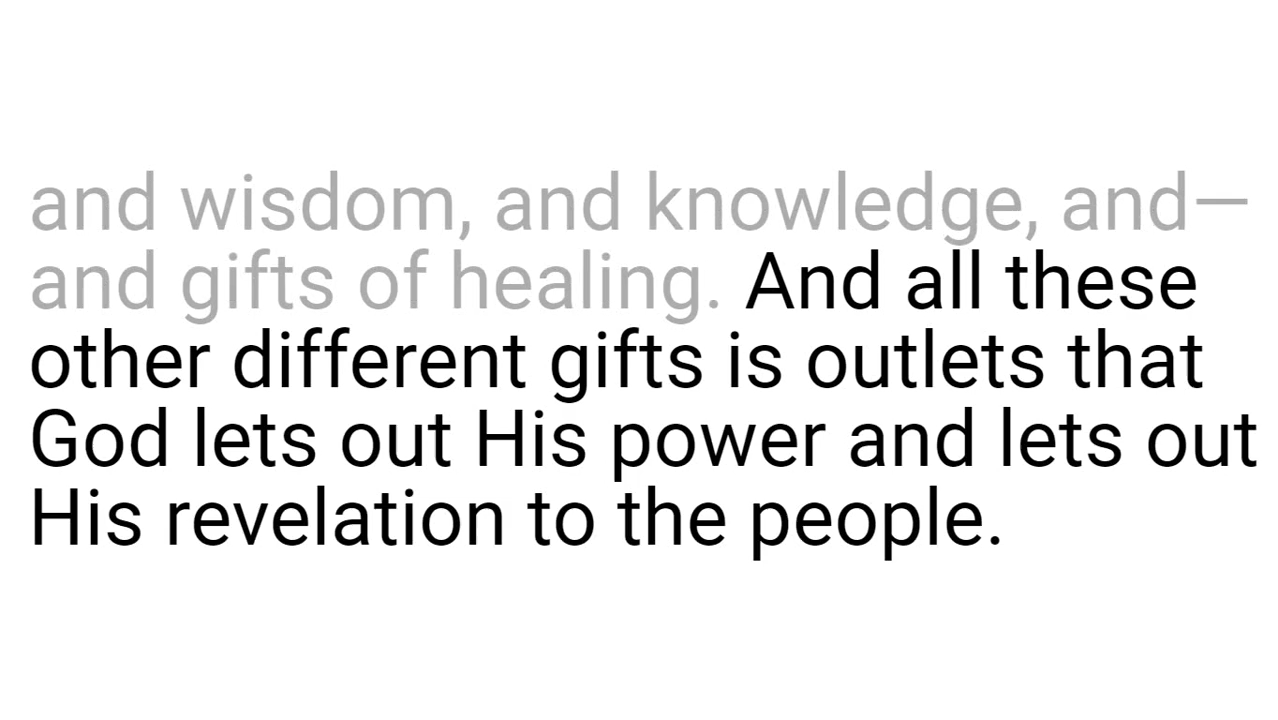 and wisdom, and knowledge, and—
and gifts of healing. And all these
other different gifts is outlets that
God lets out His power and lets out
His revelation to the people.